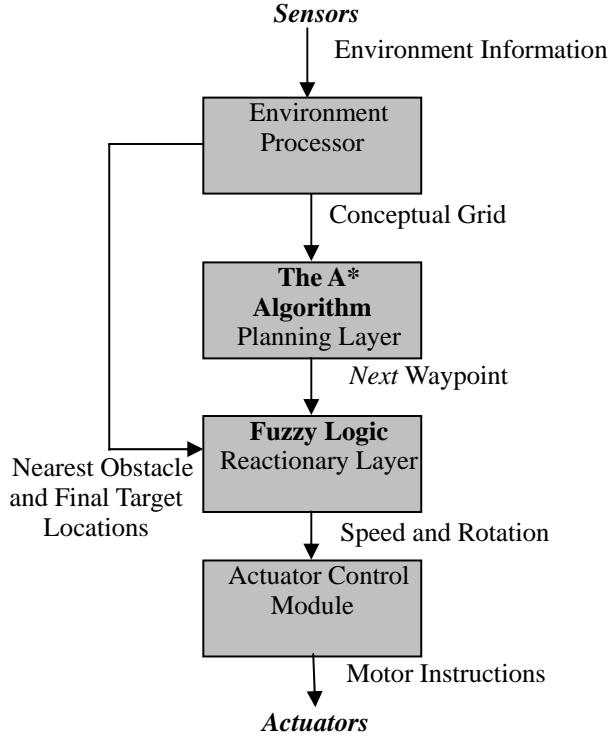 Sensors
Environment Information
Environment
Processor
Conceptual Grid
The A*
Algorithm
Planning Layer
Next Waypoint
Fuzzy Logic
Reactionary Layer
Nearest Obstacle
and Final Target
Locations
Speed and Rotation
Actuator Control
Module
Motor Instructions
Actuators